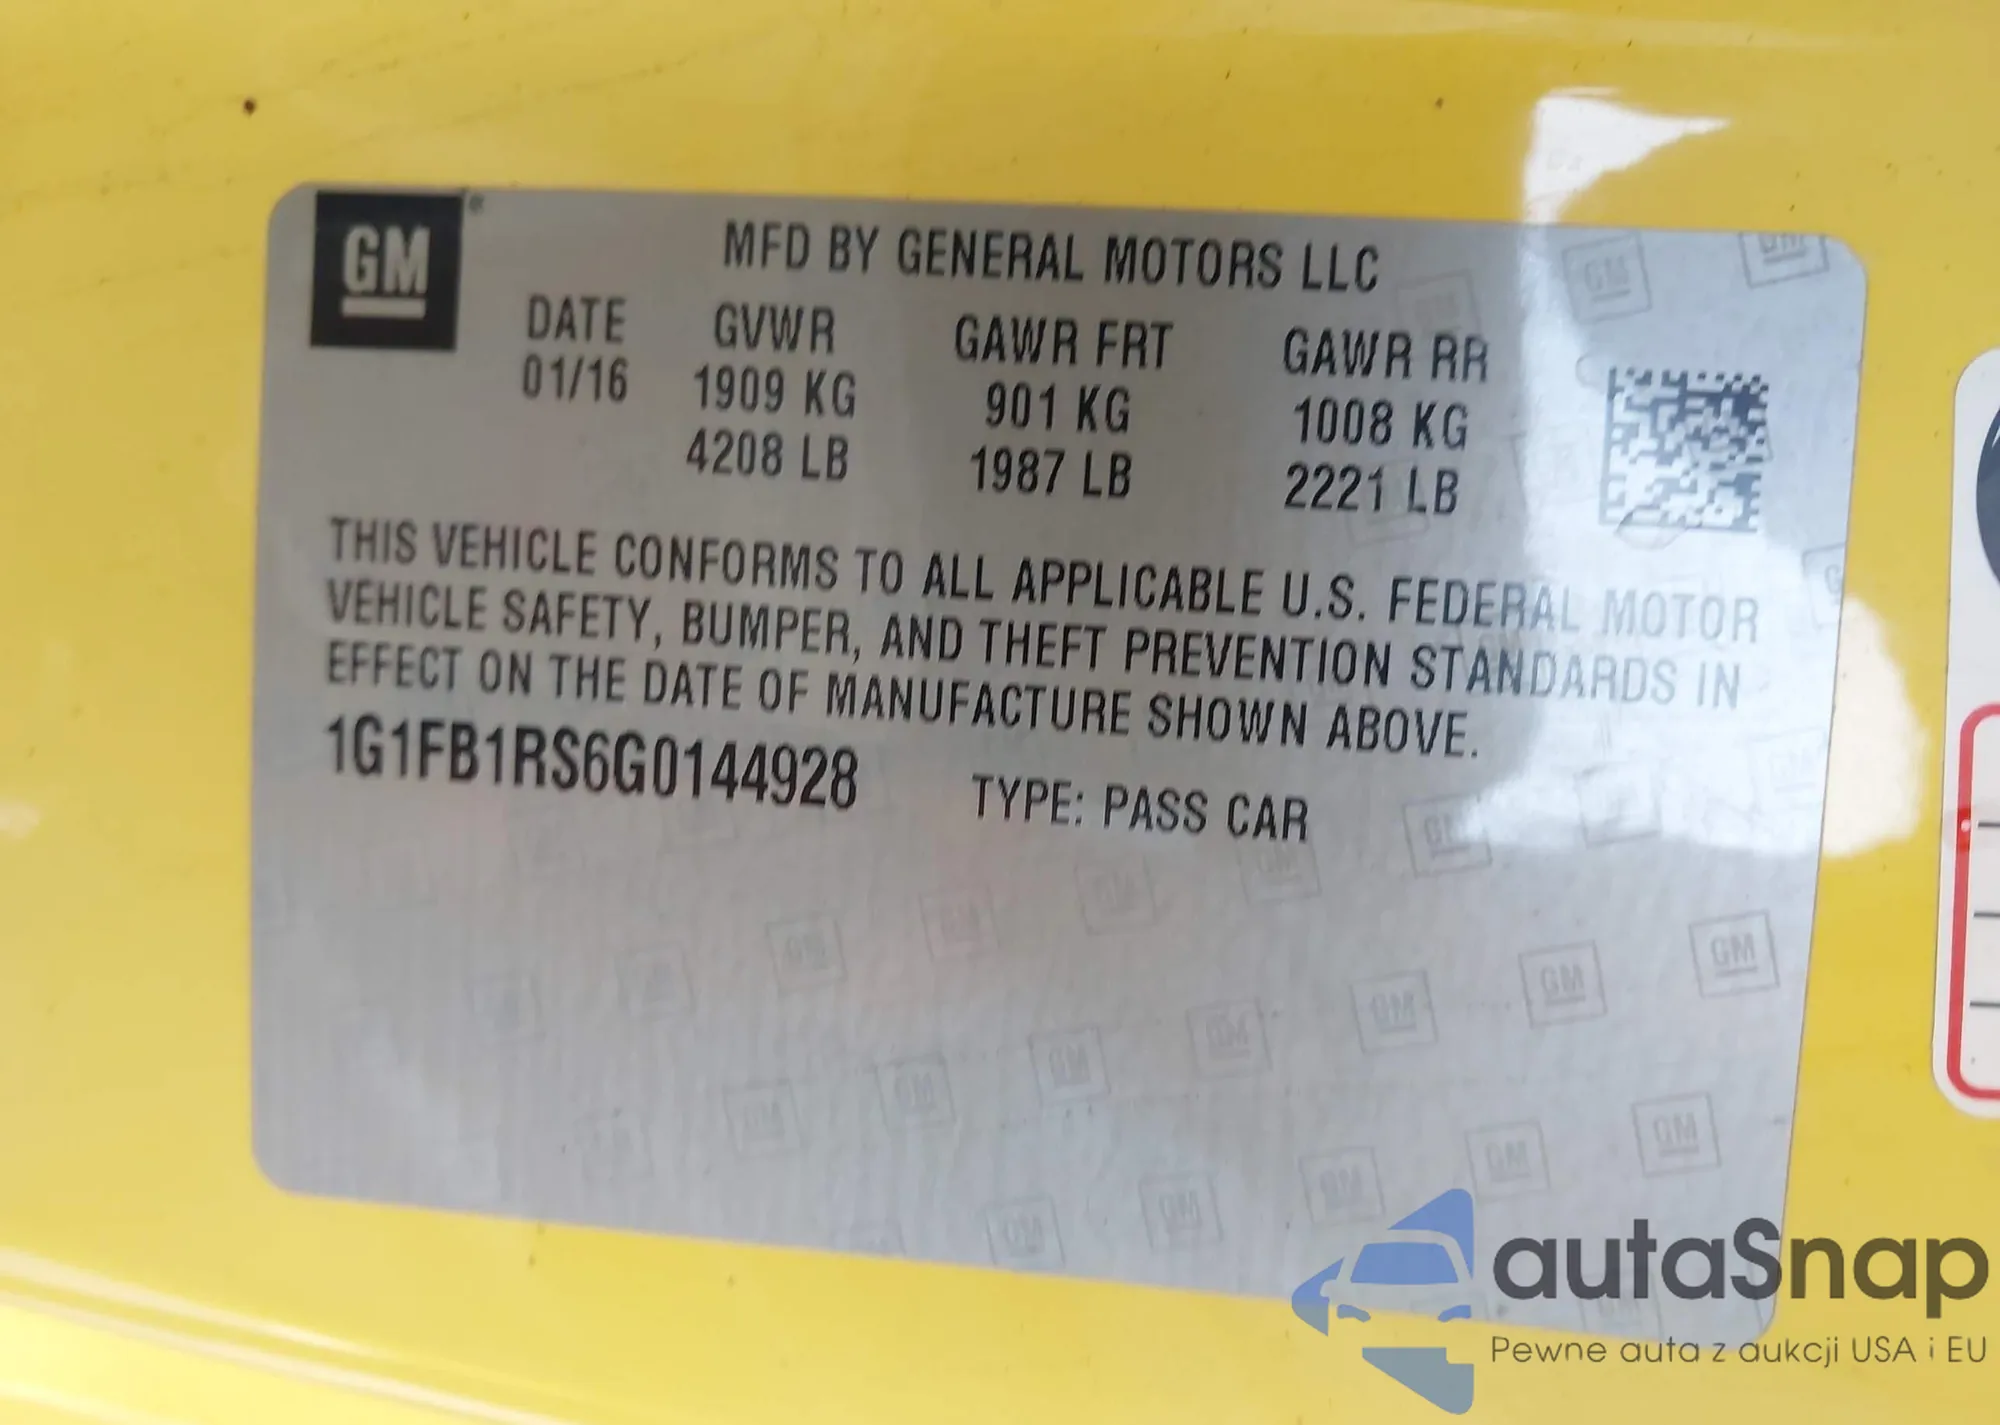 GM
MFD BY GENERAL MOTORS LLC
DATE GVWR GAWR FRT GAWR RR
01/16 1909 KG 901 KG 1008 KG
4208 LB 1987 LB 2221 LB
THIS VEHICLE CONFORMS TO ALL APPLICABLE U.S. FEDERAL MOTOR
VEHICLE SAFETY, BUMPER, AND THEFT PREVENTION STANDARDS IN
EFFECT ON THE DATE OF MANUFACTURE SHOWN ABOVE.
1G1FB1RS6G0144928 TYPE: PASS CAR
autaSnap
Pewne auta z aukcji USA i EU